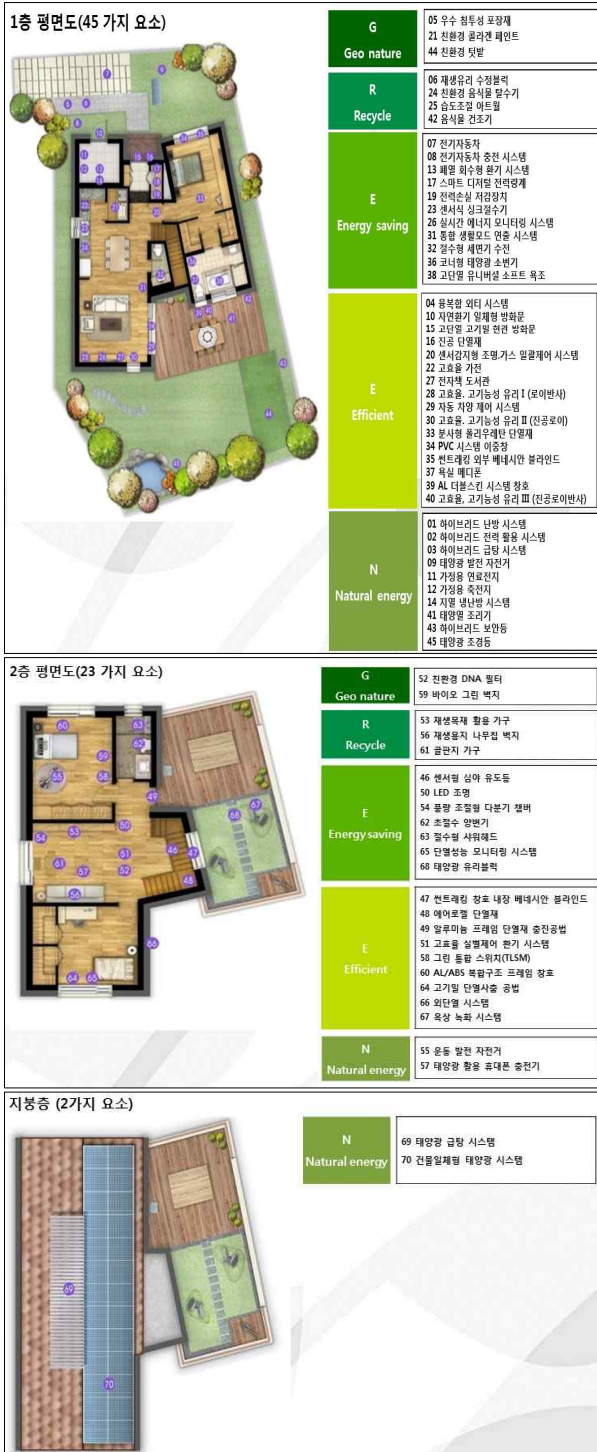 1층 평면도(45 가지 요소)
G
Geo nature
05 우수 침투성 포장재
21 친환경 콜라겐 페인트
44 친환경 텃밭
R
Recycle
06 재생유리 수정블럭
24 친환경 음식물 탈수기
25 습도조절 아트월
42 음식물 건조기
E
Energy saving
07 전기자동차
08 전기자동차 충전 시스템
13 폐열 회수형 환기 시스템
17 스마트 디지털 전력량계
19 전력손실 저감장치
23 센서식 싱크절수기
26 실시간 에너지 모니터링 시스템
31 통합 생활모드 연출 시스템
32 절수형 세면기 수전
36 코너형 태양광 소변기
38 고단열 유니버셜 소프트 욕조
E
Efficient
04 융복합 외티 시스템
10 자연환기 일체형 방화문
15 고단열 고기밀 현관 방화문
16 진공 단열재
20 센서감지형 조명.가스 일괄제어 시스템
22 고효율 가전
27 전자책 도서관
28 고효율. 고기능성 유리 I (로이반사)
29 자동 차양 제어 시스템
30 고효율. 고기능성 유리 II (진공로이)
33 분사형 폴리우레탄 단열재
34 PVC 시스템 이중창
35 썬트래킹 외부 베네시안 블라인드
37 욕실 메디폰
39 AL 더블스킨 시스템 창호
40 고효율, 고기능성 유리 III (진공로이반사)
N
Natural energy
01 하이브리드 난방 시스템
02 하이브리드 전력 활용 시스템
03 하이브리드 급탕 시스템
09 태양광 발전 자전거
11 가정용 연료전지
12 가정용 축전지
14 지열 냉난방 시스템
41 태양열 조리기
43 하이브리드 보안등
45 태양광 조경등
2층 평면도(23 가지 요소)
G
Geo nature
52 친환경 DNA 필터
59 바이오 그린 벽지
R
Recycle
53 재생목재 활용 가구
56 재생용지 나무집 벽지
61 골판지 가구
E
Energy saving
46 센서형 심야 유도등
50 LED 조명
54 풍량 조절형 다분기 챔버
62 초절수 양변기
63 절수형 샤워헤드
65 단열성능 모니터링 시스템
68 태양광 유리블럭
E
Efficient
47 썬트래킹 창호 내장 베네시안 블라인드
48 에어로겔 단열재
49 알루미늄 프레임 단열재 충진공법
51 고효율 실별제어 환기 시스템
58 그린 통합 스위치(TLSM)
60 AL/ABS 복합구조 프레임 창호
64 고기밀 단열사출 공법
66 외단열 시스템
67 옥상 녹화 시스템
N
Natural energy
55 운동 발전 자전거
57 태양광 활용 휴대폰 충전기
지붕층 (2가지 요소)
N
Natural energy
69 태양광 급탕 시스템
70 건물일체형 태양광 시스템
69
70